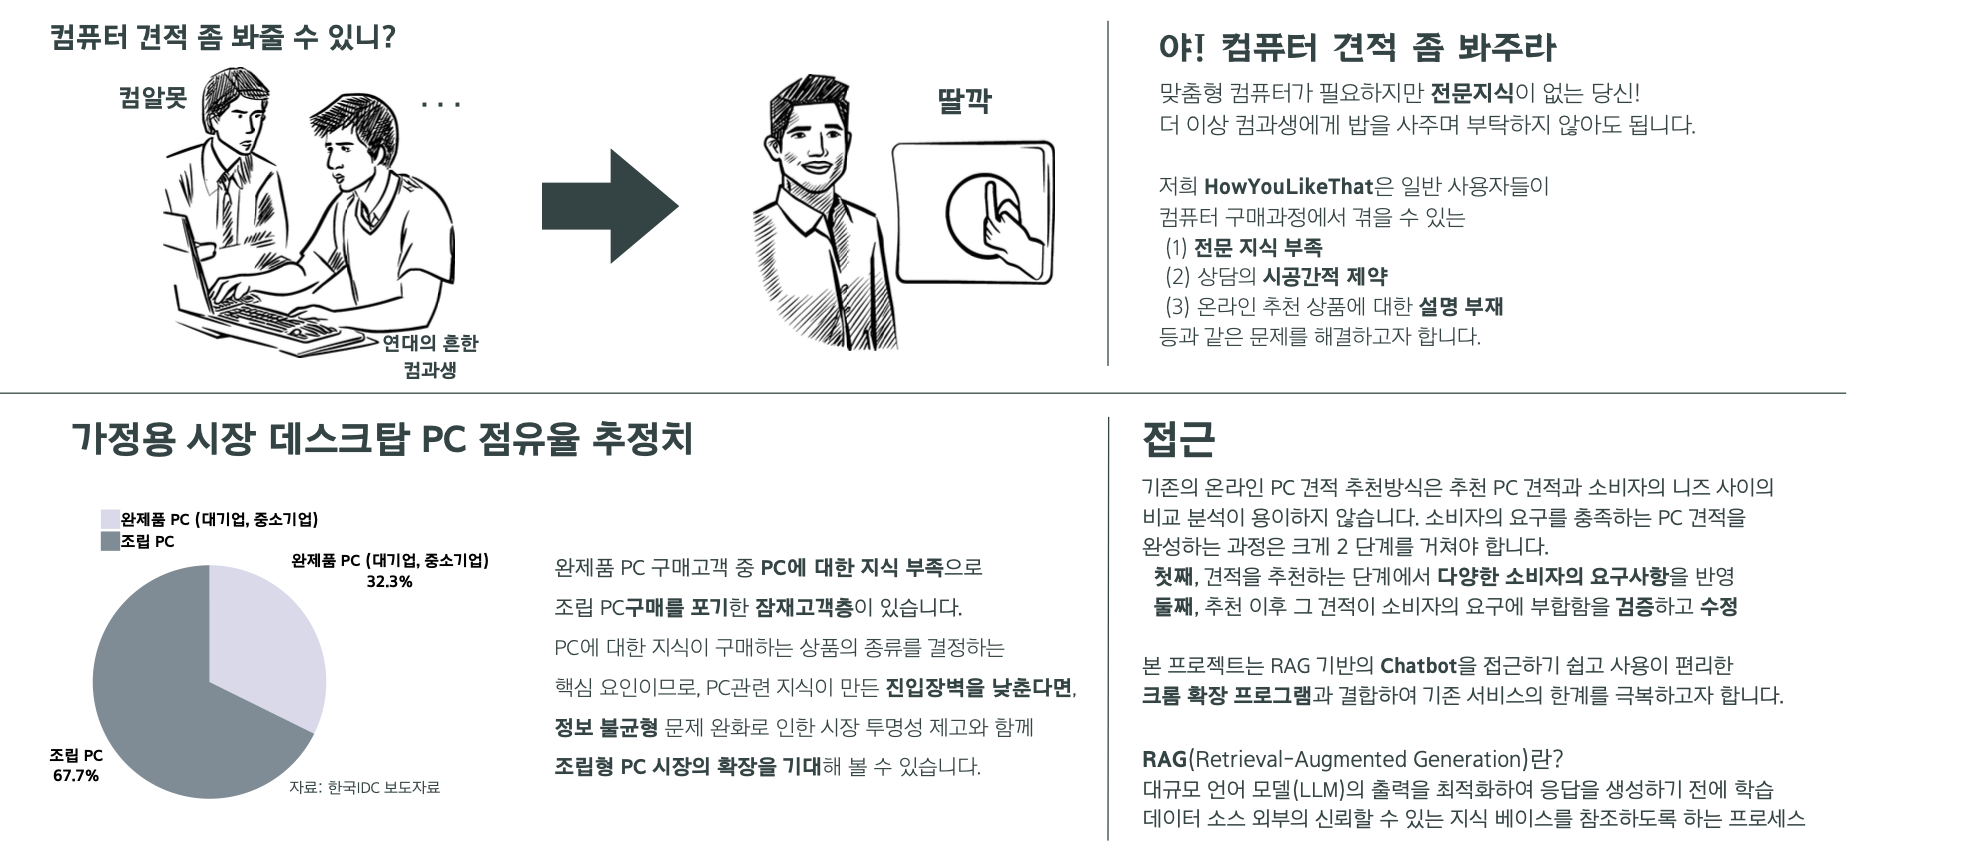 컴퓨터 견적 좀 봐줄 수 있니?
컴알못
. . .
연대의 흔한
컴과생
딸깍
야! 컴퓨터 견적 좀 봐주라
맞춤형 컴퓨터가 필요하지만 전문지식이 없는 당신!
더 이상 컴과생에게 밥을 사주며 부탁하지 않아도 됩니다.
저희 HowYouLikeThat은 일반 사용자들이
컴퓨터 구매과정에서 겪을 수 있는
(1) 전문 지식 부족
(2) 상담의 시공간적 제약
(3) 온라인 추천 상품에 대한 설명 부재
등과 같은 문제를 해결하고자 합니다.
가정용 시장 데스크탑 PC 점유율 추정치
완제품 PC (대기업, 중소기업)
조립 PC
완제품 PC (대기업, 중소기업)
32.3%
조립 PC
67.7%
자료: 한국IDC 보도자료
완제품 PC 구매고객 중 PC에 대한 지식 부족으로
조립 PC구매를 포기한 잠재고객층이 있습니다.
PC에 대한 지식이 구매하는 상품의 종류를 결정하는
핵심 요인이므로, PC관련 지식이 만든 진입장벽을 낮춘다면,
정보 불균형 문제 완화로 인한 시장 투명성 제고와 함께
조립형 PC 시장의 확장을 기대해 볼 수 있습니다.
접근
기존의 온라인 PC 견적 추천방식은 추천 PC 견적과 소비자의 니즈 사이의
비교 분석이 용이하지 않습니다. 소비자의 요구를 충족하는 PC 견적을
완성하는 과정은 크게 2 단계를 거쳐야 합니다.
첫째, 견적을 추천하는 단계에서 다양한 소비자의 요구사항을 반영
둘째, 추천 이후 그 견적이 소비자의 요구에 부합함을 검증하고 수정
본 프로젝트는 RAG 기반의 Chatbot을 접근하기 쉽고 사용이 편리한
크롬 확장 프로그램과 결합하여 기존 서비스의 한계를 극복하고자 합니다.
RAG(Retrieval-Augmented Generation)란?
대규모 언어 모델(LLM)의 출력을 최적화하여 응답을 생성하기 전에 학습
데이터 소스 외부의 신뢰할 수 있는 지식 베이스를 참조하도록 하는 프로세스